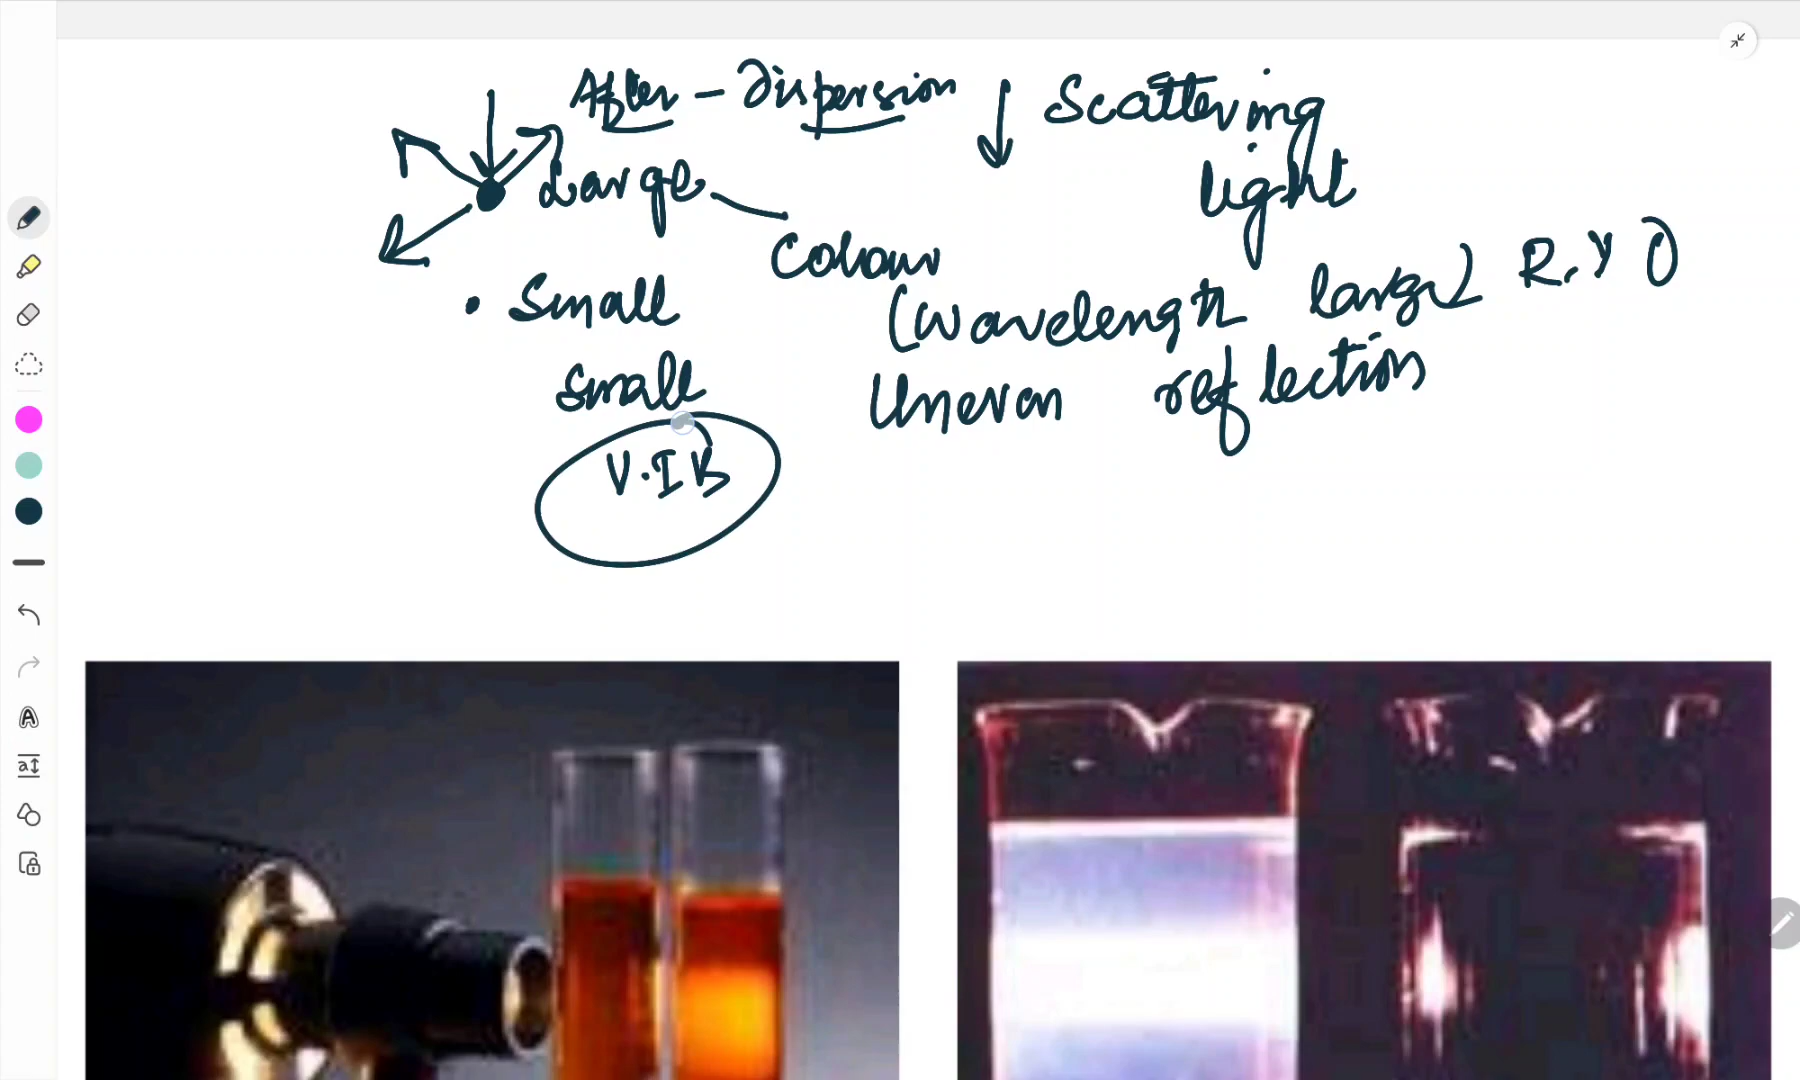 After - Dispersion ↓ Scattering
light
Large
Colour
(Wavelength large) R. Y O
• Small
Small
Uneven reflection
V.I B